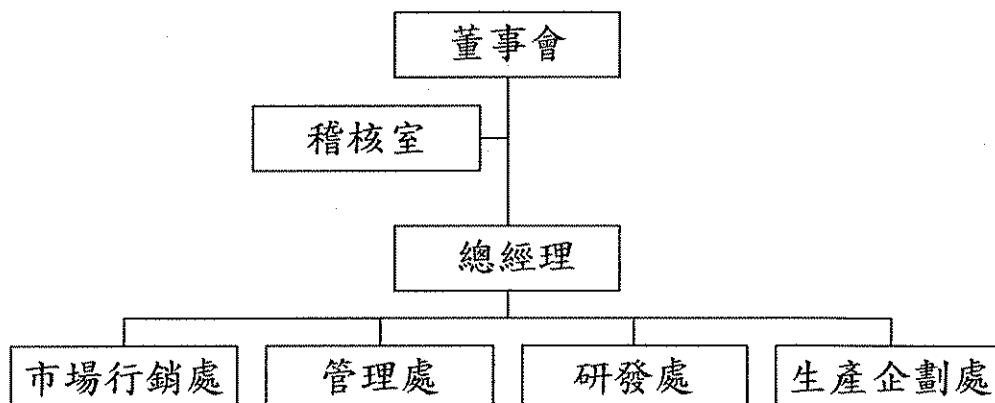 董事會
稽核室
總經理
市場行銷處
管理處
研發處
生產企劃處